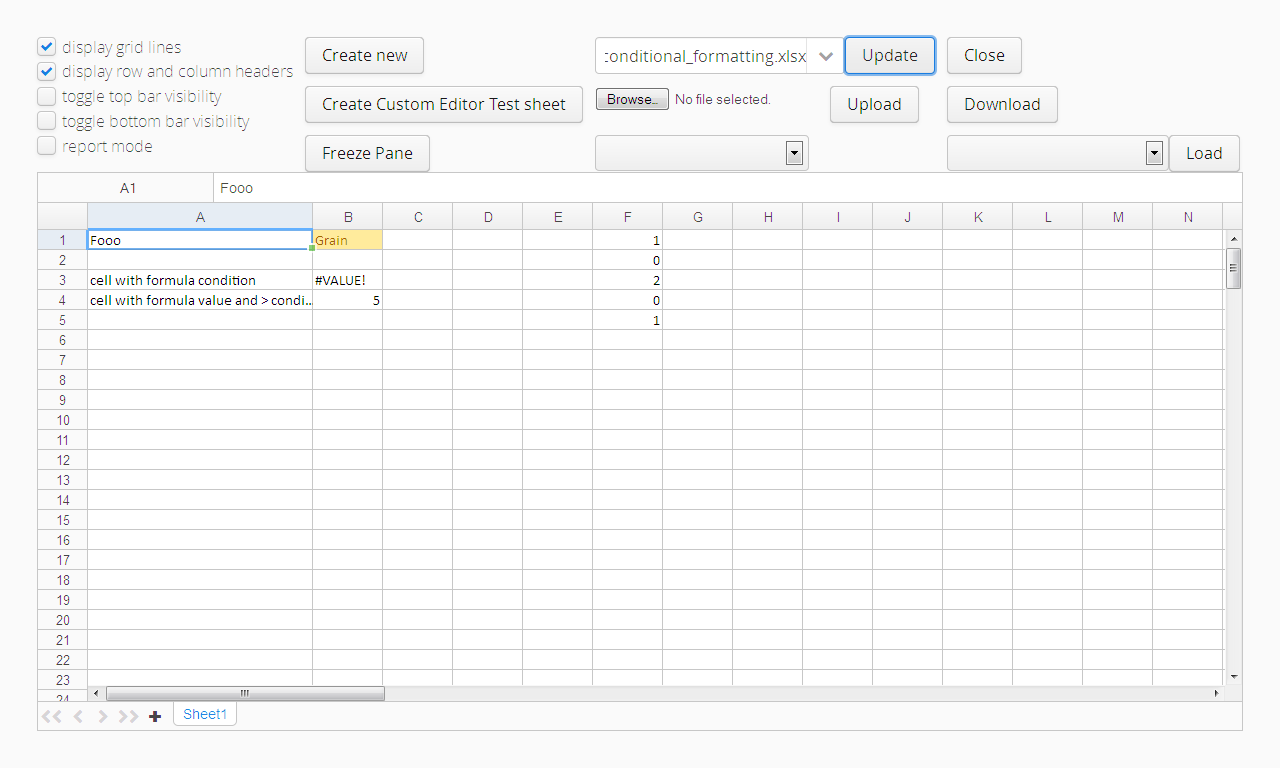 display grid lines
display row and column headers
toggle top bar visibility
toggle bottom bar visibility
report mode
Create new
conditional_formatting.xlsx
Update
Close
Create Custom Editor Test sheet
Browse... No file selected.
Upload
Download
Freeze Pane
Load
A1 Fooo
A B C D E F G H I J K L M N
1 Fooo Grain 1
2 0
3 cell with formula condition #VALUE! 2
4 cell with formula value and > condi... 5 0
5 1
6
7
8
9
10
11
12
13
14
15
16
17
18
19
20
21
22
23
24
Sheet1